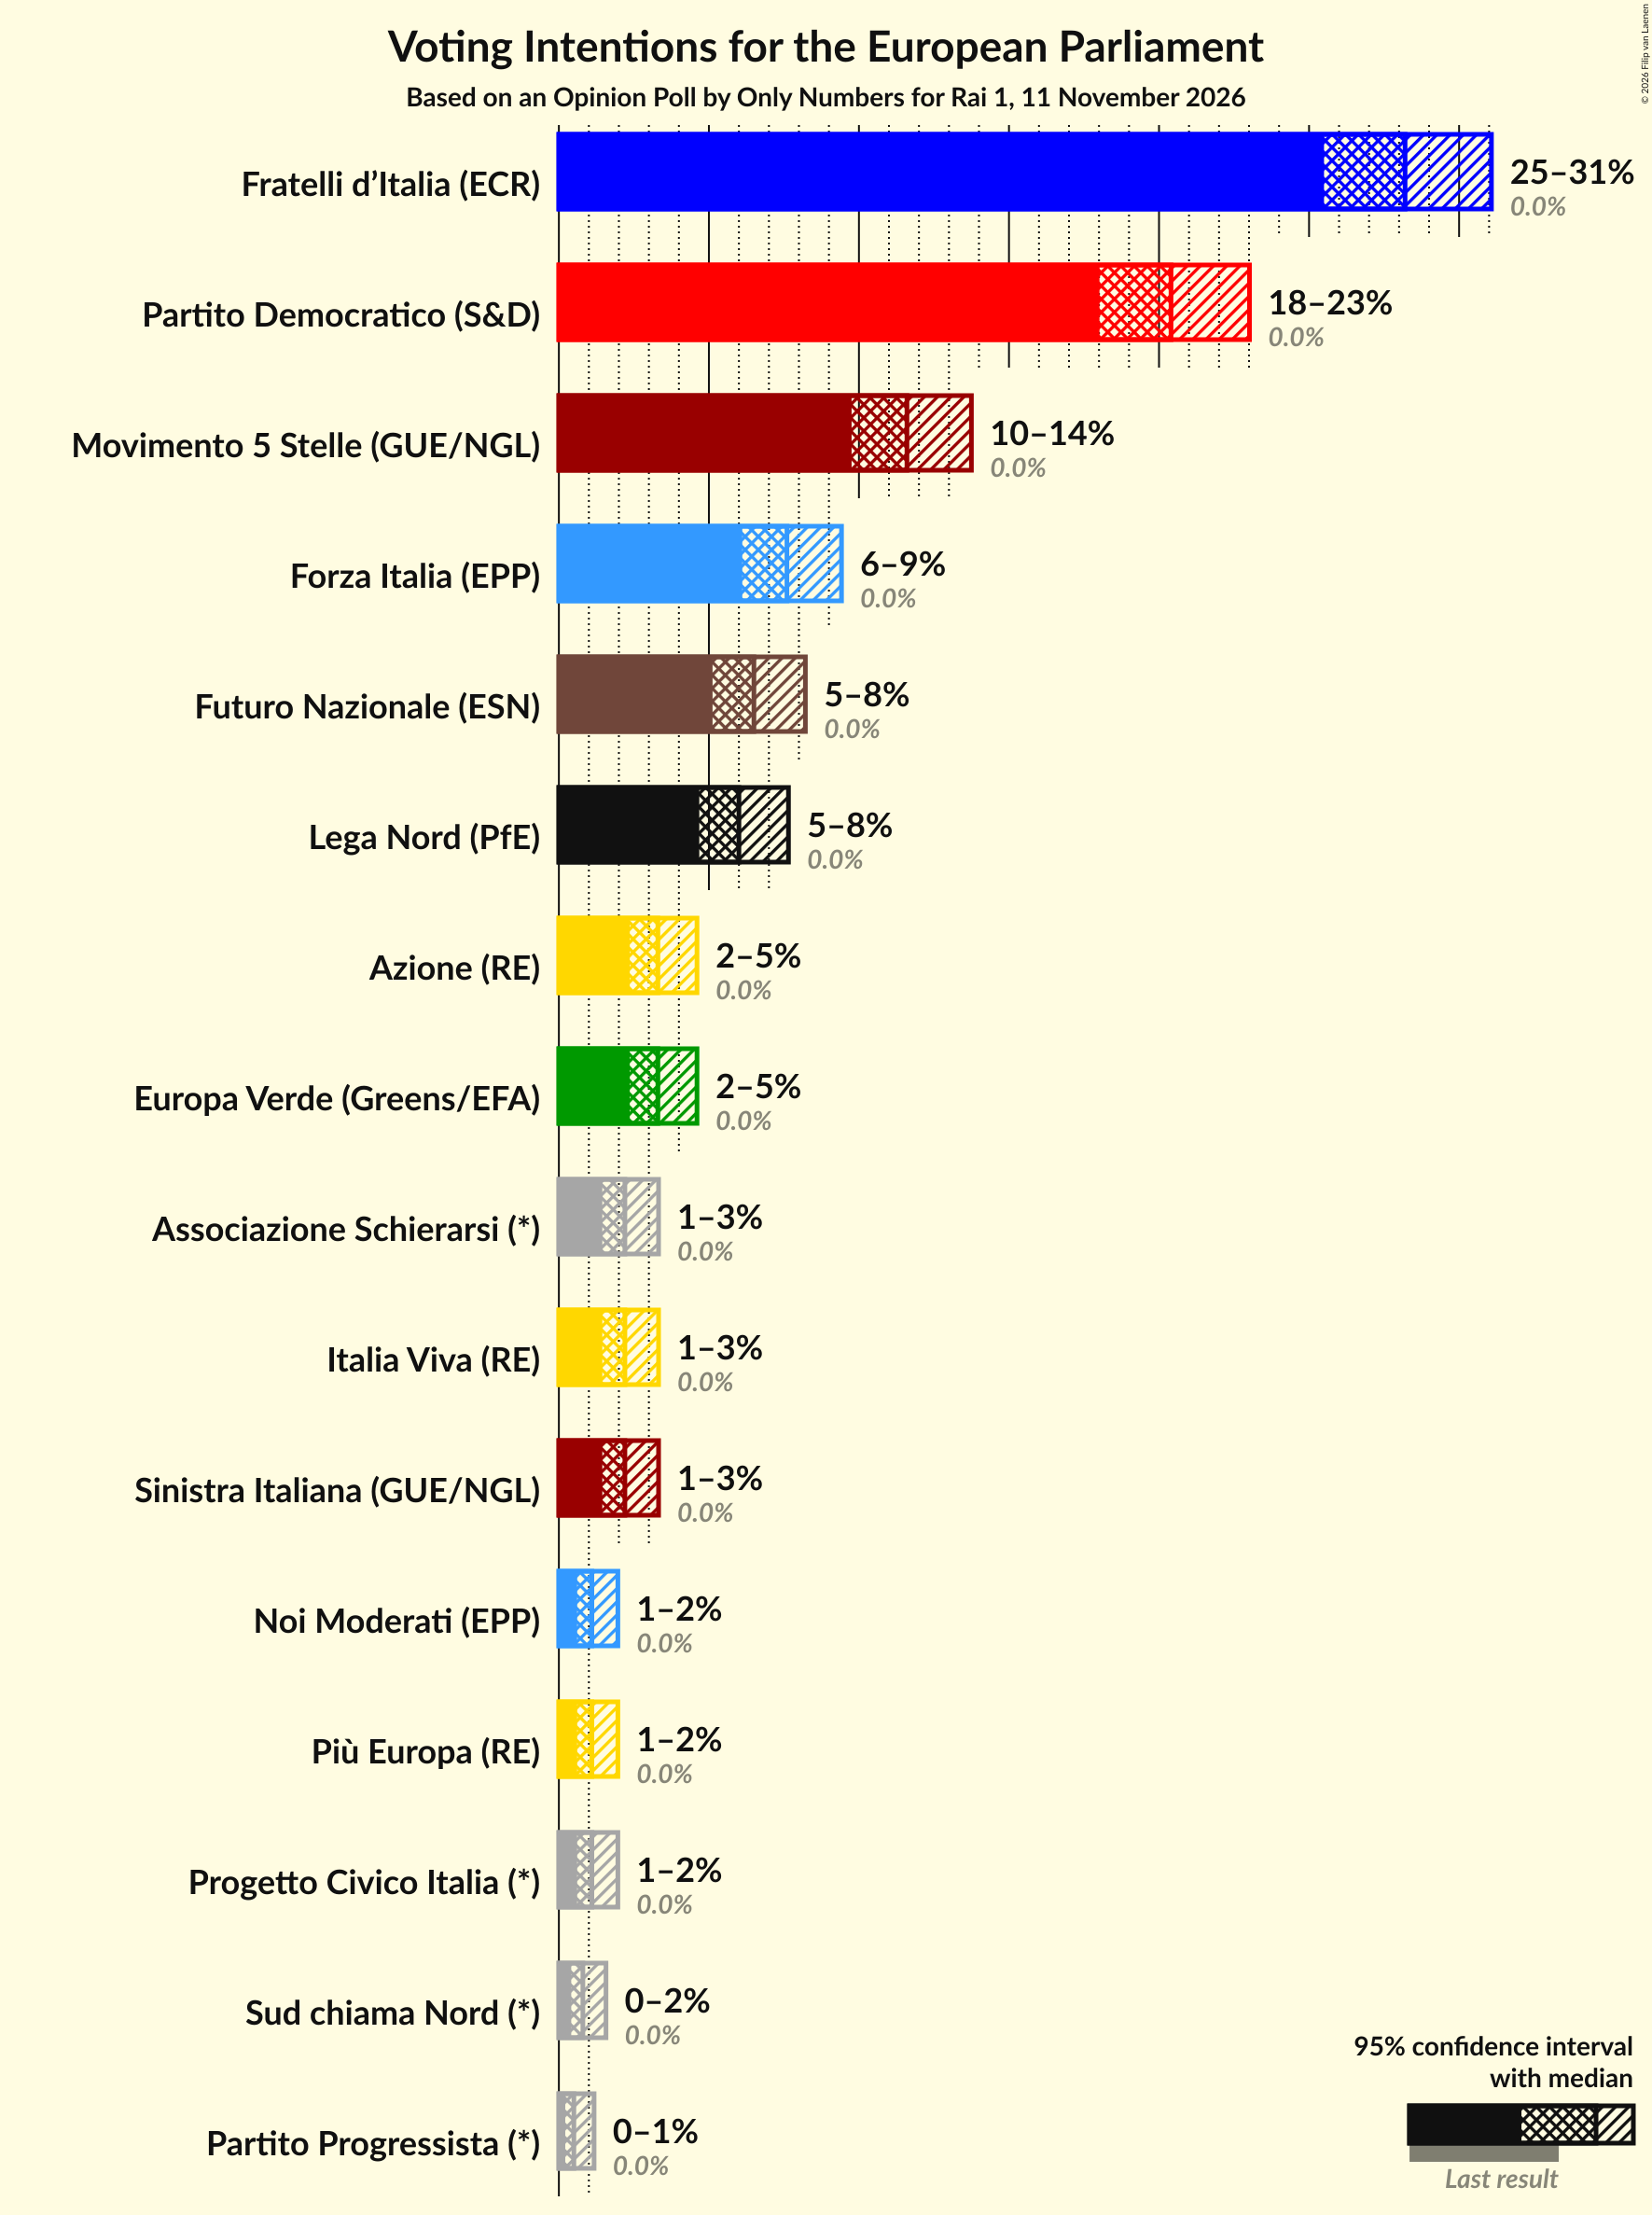 Voting Intentions for the European Parliament
Based on an Opinion Poll by Only Numbers for Rai 1, 11 November 2026
© 2026 Filip van Laenen
Fratelli d’Italia (ECR)
25–31%
0.0%
Partito Democratico (S&D)
18–23%
0.0%
Movimento 5 Stelle (GUE/NGL)
10–14%
0.0%
Forza Italia (EPP)
6–9%
0.0%
Futuro Nazionale (ESN)
5–8%
0.0%
Lega Nord (PfE)
5–8%
0.0%
Azione (RE)
2–5%
0.0%
Europa Verde (Greens/EFA)
2–5%
0.0%
Associazione Schierarsi (*)
1–3%
0.0%
Italia Viva (RE)
1–3%
0.0%
Sinistra Italiana (GUE/NGL)
1–3%
0.0%
Noi Moderati (EPP)
1–2%
0.0%
Più Europa (RE)
1–2%
0.0%
Progetto Civico Italia (*)
1–2%
0.0%
Sud chiama Nord (*)
0–2%
0.0%
Partito Progressista (*)
0–1%
0.0%
95% confidence interval
with median
Last result